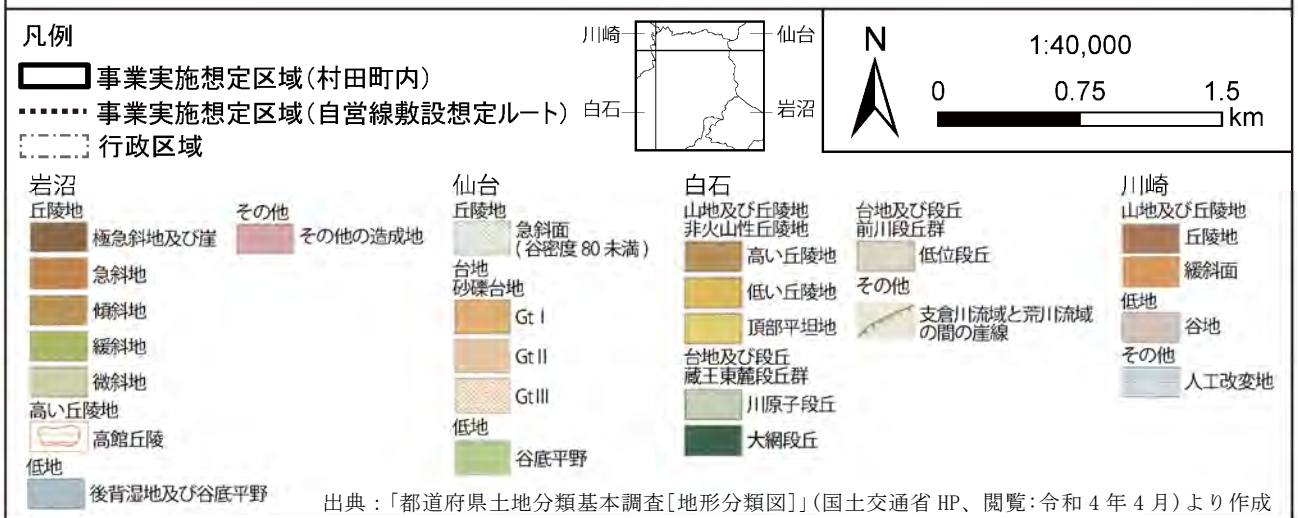 凡例
事業実施想定区域（村田町内）
事業実施想定区域（自営線敷設想定ルート）
行政区域
川崎
仙台
白石
岩沼
N
1:40,000
0 0.75 1.5
km
岩沼
丘陵地
極急斜地及び崖
急斜地
傾斜地
緩斜地
微斜地
高い丘陵地
高舘丘陵
低地
後背湿地及び谷底平野
その他
その他の造成地
仙台
丘陵地
急斜面
（谷密度 80 未満）
台地
砂礫台地
Gt I
Gt II
Gt III
低地
谷底平野
白石
山地及び丘陵地
非火山性丘陵地
高い丘陵地
低い丘陵地
頂部平坦地
台地及び段丘
蔵王東麓段丘群
川原子段丘
大網段丘
台地及び段丘
前川段丘群
低位段丘
その他
支倉川流域と荒川流域
の間の崖線
川崎
山地及び丘陵地
丘陵地
緩斜面
低地
谷地
その他
人工改変地
出典：「都道府県土地分類基本調査[地形分類図]」（国土交通省 HP、閲覧：令和 4 年 4 月）より作成